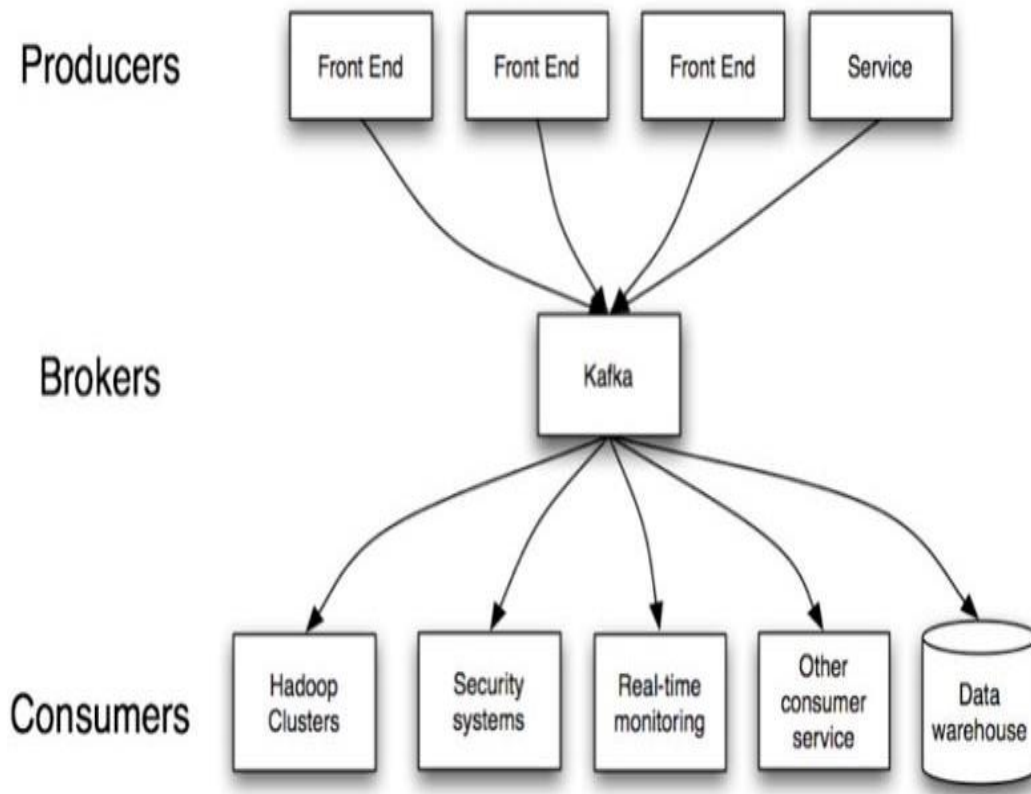 Producers
Front End
Front End
Front End
Service
Brokers
Kafka
Consumers
Hadoop
Clusters
Security
systems
Real-time
monitoring
Other
consumer
service
Data
warehouse